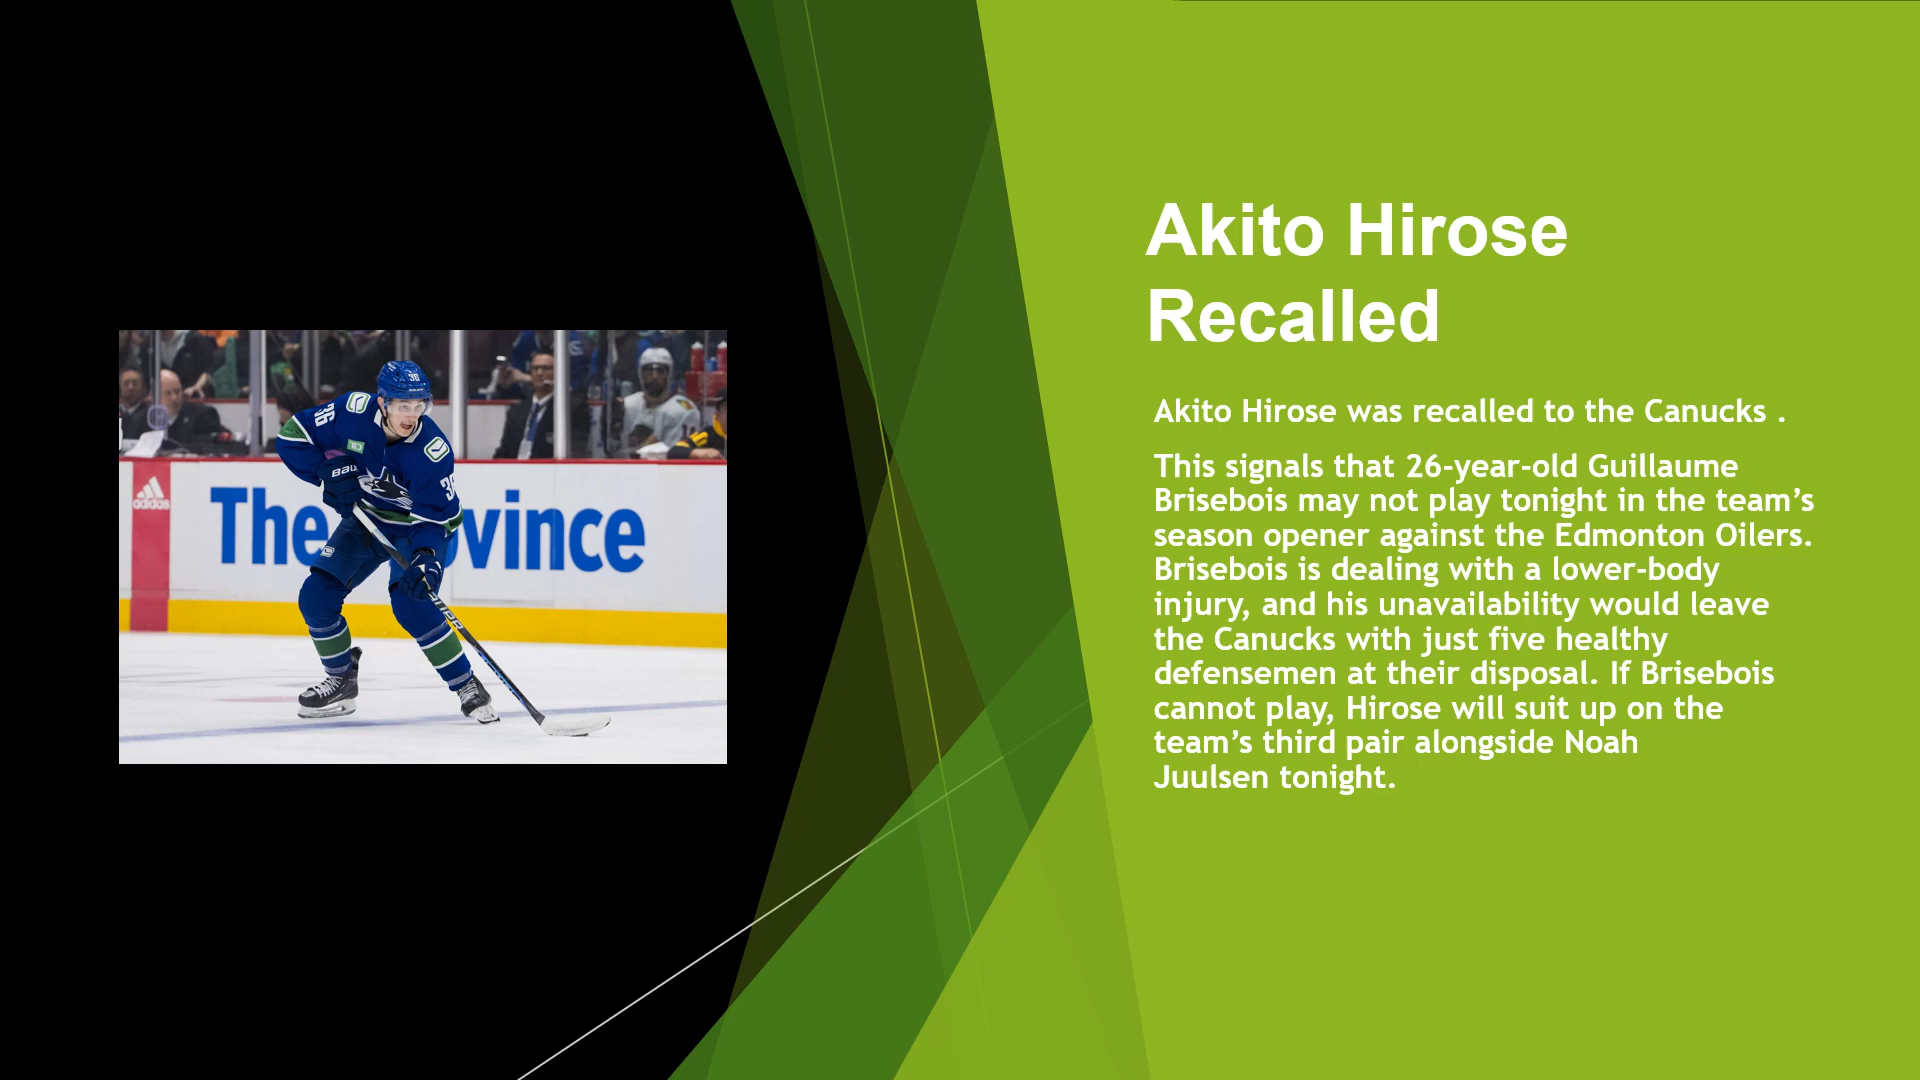 Akito Hirose
Recalled
Akito Hirose was recalled to the Canucks .
This signals that 26-year-old Guillaume
Brisebois may not play tonight in the team’s
season opener against the Edmonton Oilers.
Brisebois is dealing with a lower-body
injury, and his unavailability would leave
the Canucks with just five healthy
defensemen at their disposal. If Brisebois
cannot play, Hirose will suit up on the
team’s third pair alongside Noah
Juulsen tonight.
36
36
BAU
adidas
The
vince